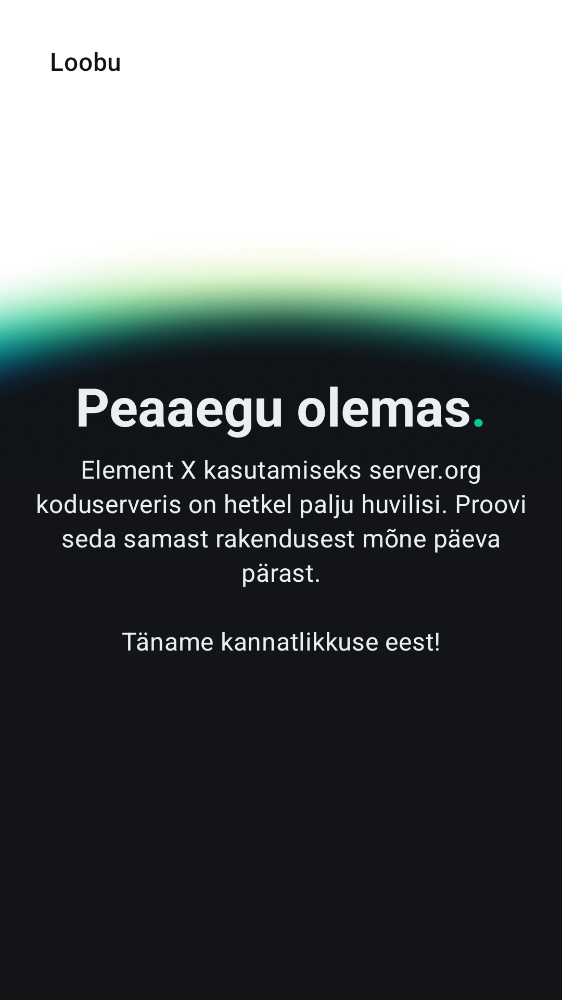 Loobu
Peaaegu olemas.
Element X kasutamiseks server.org
koduserveris on hetkel palju huvilisi. Proovi
seda samast rakendusest mõne päeva
pärast.
Täname kannatlikkuse eest!